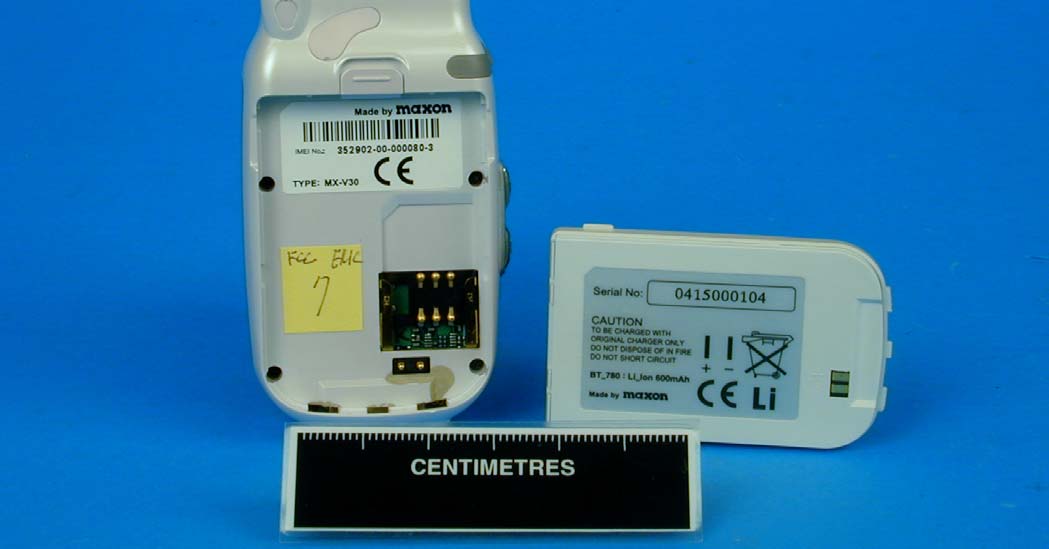 Made by maxon
IMEI No.: 352902-00-000080-3
TYPE: MX-V30 CE
FCC EMC
7
Serial No: 0415000104
CAUTION
TO BE CHARGED WITH
ORIGINAL CHARGER ONLY
DO NOT DISPOSE OF IN FIRE
DO NOT SHORT CIRCUIT
+ −
BT_780 : Li_Ion 600mAh
Made by maxon CE Li
CENTIMETRES